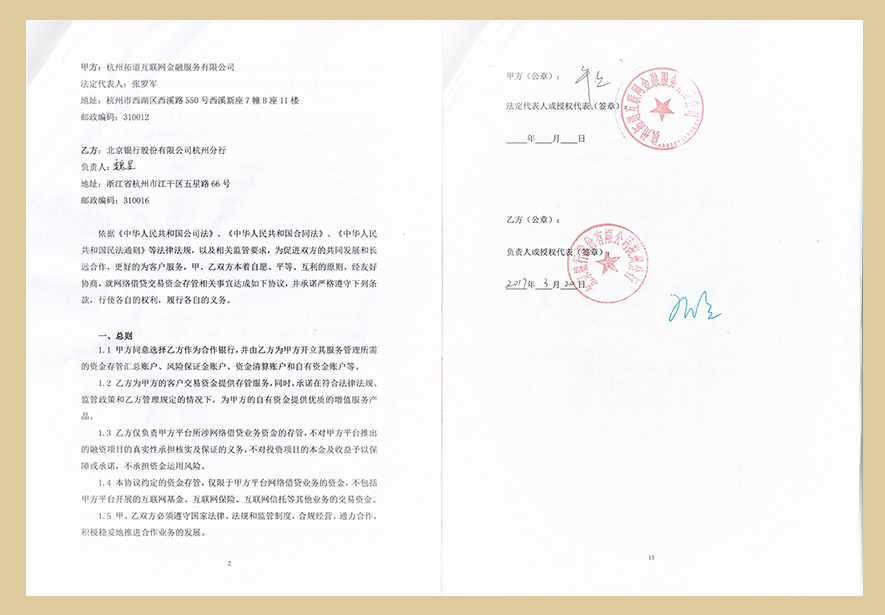 甲方：杭州拓道互联网金融服务有限公司
法定代表人：张罗军
地址：杭州市西湖区西溪路 550 号西溪新座 7 幢 B 座 11 楼
邮政编码：310012
乙方：北京银行股份有限公司杭州分行
负责人：
地址：浙江省杭州市江干区五星路 66 号
邮政编码：310016
依据《中华人民共和国公司法》、《中华人民共和国合同法》、《中华人民
共和国民法通则》等法律法规，以及相关监管要求，为促进双方的共同发展和长
远合作，更好的为客户服务，甲、乙双方本着自愿、平等、互利的原则，经友好
协商，就网络借贷交易资金存管相关事宜达成如下协议，并承诺严格遵守下列条
款，行使各自的权利，履行各自的义务。
一、总则
1.1 甲方同意选择乙方作为合作银行，并由乙方为甲方开立其服务管理所需
的资金存管汇总账户、风险保证金账户、资金清算账户和自有资金账户等。
1.2 乙方为甲方的客户交易资金提供存管服务，同时，承诺在符合法律法规、
监管政策和乙方管理规定的情况下，为甲方的自有资金提供优质的增值服务产
品。
1.3 乙方仅负责甲方平台所涉网络借贷业务资金的存管，不对甲方平台推出
的融资项目的真实性承担核实及保证的义务，不对投资项目的本金及收益予以保
障或承诺，不承担资金运用风险。
1.4 本协议约定的资金存管，仅限于甲方平台网络借贷业务的资金，不包括
甲方平台开展的互联网基金、互联网保险、互联网信托等其他业务的交易资金。
1.5 甲、乙双方必须遵守国家法律、法规和监管制度，合规经营、通力合作，
积极稳妥地推进合作业务的发展。
2
甲方（公章）：
杭州拓道互联网金融服务有限公司
法定代表人或授权代表（签章）
____年____月____日
乙方（公章）：
北京银行股份有限公司杭州分行
负责人或授权代表（签章）：
2017年 3 月 20 日
13